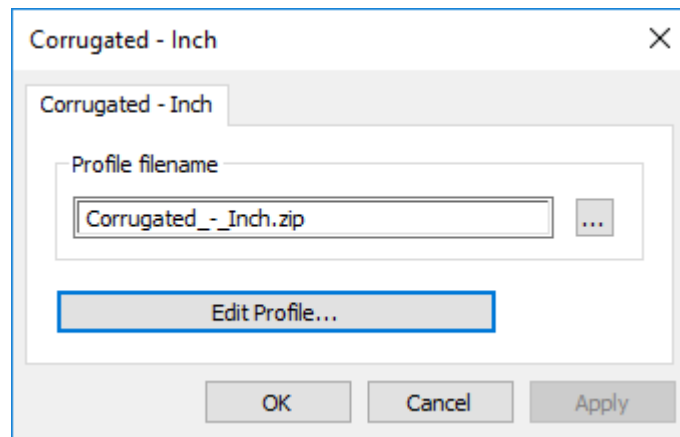 Corrugated - Inch
Corrugated - Inch
Profile filename
Corrugated_-_Inch.zip
...
Edit Profile...
OK Cancel Apply